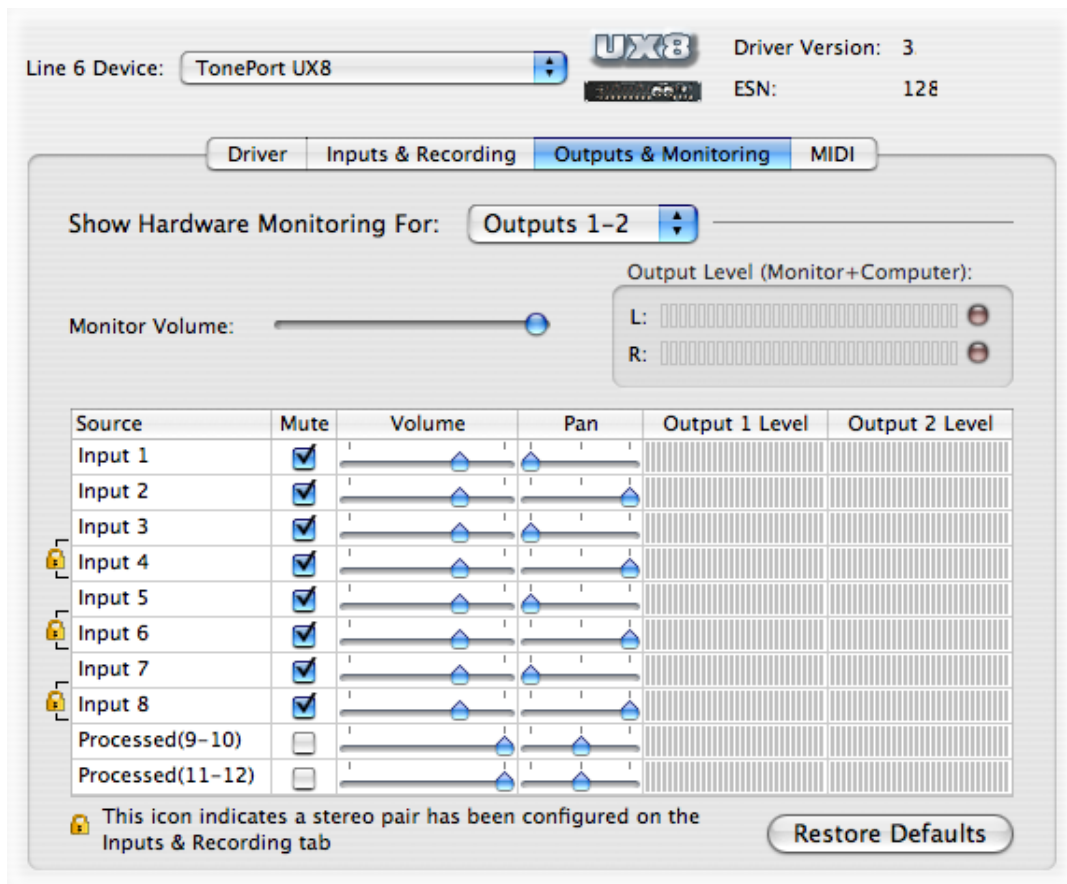 UX8
Driver Version: 3
Line 6 Device: TonePort UX8
ESN: 128
Driver Inputs & Recording Outputs & Monitoring MIDI
Show Hardware Monitoring For: Outputs 1-2
Output Level (Monitor+Computer):
Monitor Volume:
L:
R:
Source Mute Volume Pan Output 1 Level Output 2 Level
Input 1
Input 2
Input 3
Input 4
Input 5
Input 6
Input 7
Input 8
Processed(9-10)
Processed(11-12)
This icon indicates a stereo pair has been configured on the
Inputs & Recording tab
Restore Defaults